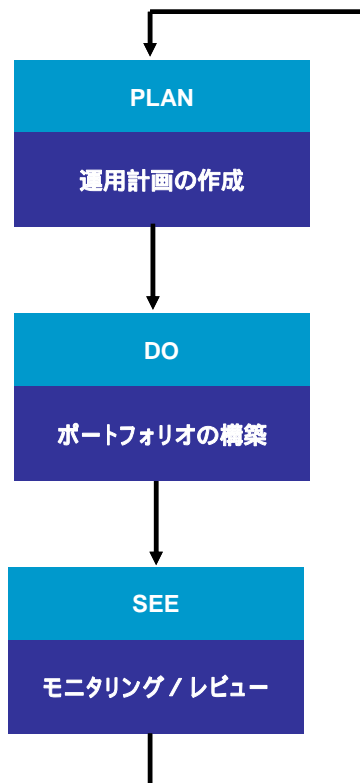 PLAN
運用計画の作成
DO
ポートフォリオの構築
SEE
モニタリング / レビュー